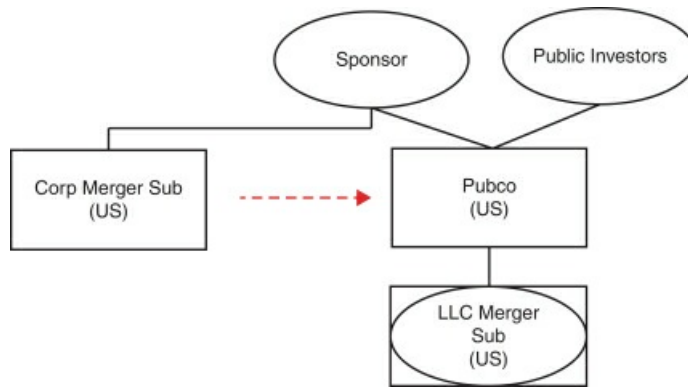 Sponsor
Public Investors
Corp Merger Sub
(US)
Pubco
(US)
LLC Merger
Sub
(US)